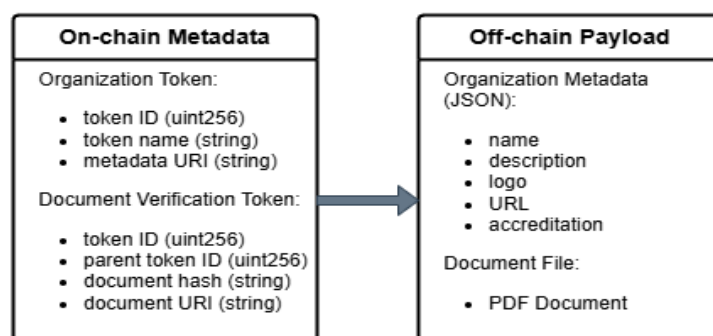 On-chain Metadata
Organization Token:
• token ID (uint256)
• token name (string)
• metadata URI (string)
Document Verification Token:
• token ID (uint256)
• parent token ID (uint256)
• document hash (string)
• document URI (string)
Off-chain Payload
Organization Metadata
(JSON):
• name
• description
• logo
• URL
• accreditation
Document File:
• PDF Document